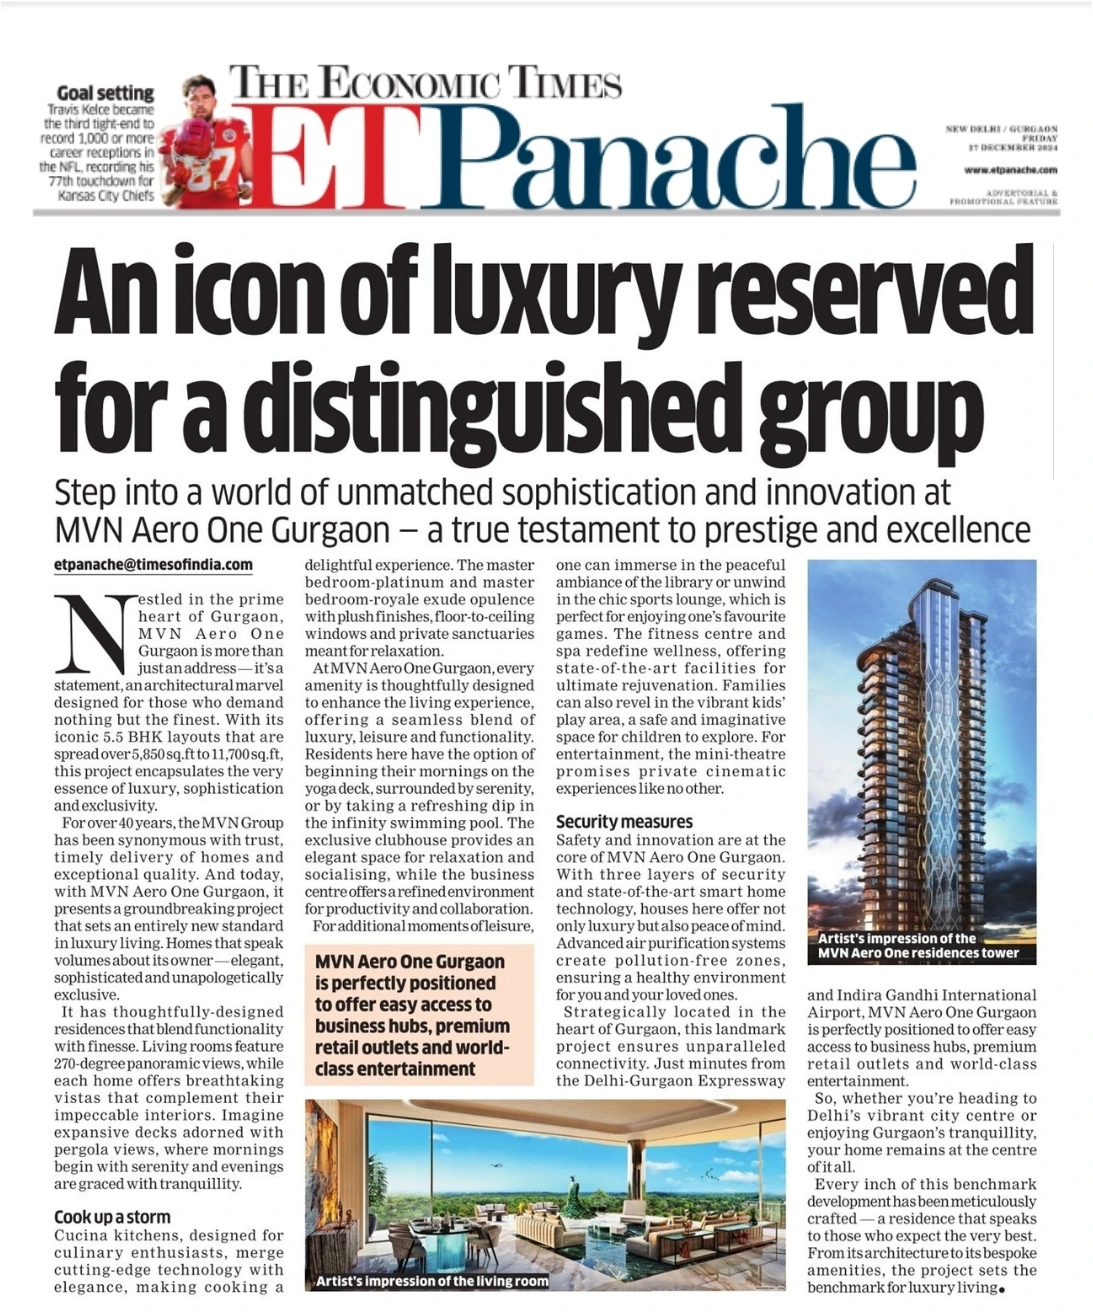 Goal setting
Travis Kelce became
the third tight-end to
record 1,000 or more
career receptions in
the NFL, recording his
77th touchdown for
Kansas City Chiefs
THE ECONOMIC TIMES
ET Panache
NEW DELHI / GURGAON
FRIDAY
27 DECEMBER 2024
www.etpanache.com
ADVERTORIAL &
PROMOTIONAL FEATURE
An icon of luxury reserved
for a distinguished group
Step into a world of unmatched sophistication and innovation at
MVN Aero One Gurgaon – a true testament to prestige and excellence
etpanache@timesofindia.com
Nestled in the prime
heart of Gurgaon,
MVN Aero One
Gurgaon is more than
just an address — it's a
statement, an architectural marvel
designed for those who demand
nothing but the finest. With its
iconic 5.5 BHK layouts that are
spread over 5,850 sq.ft to 11,700 sq.ft,
this project encapsulates the very
essence of luxury, sophistication
and exclusivity.
For over 40 years, the MVN Group
has been synonymous with trust,
timely delivery of homes and
exceptional quality. And today,
with MVN Aero One Gurgaon, it
presents a groundbreaking project
that sets an entirely new standard
in luxury living. Homes that speak
volumes about its owner — elegant,
sophisticated and unapologetically
exclusive.
It has thoughtfully-designed
residences that blend functionality
with finesse. Living rooms feature
270-degree panoramic views, while
each home offers breathtaking
vistas that complement their
impeccable interiors. Imagine
expansive decks adorned with
pergola views, where mornings
begin with serenity and evenings
are graced with tranquillity.
Cook up a storm
Cucina kitchens, designed for
culinary enthusiasts, merge
cutting-edge technology with
elegance, making cooking a
delightful experience. The master
bedroom-platinum and master
bedroom-royale exude opulence
with plush finishes, floor-to-ceiling
windows and private sanctuaries
meant for relaxation.
At MVN Aero One Gurgaon, every
amenity is thoughtfully designed
to enhance the living experience,
offering a seamless blend of
luxury, leisure and functionality.
Residents here have the option of
beginning their mornings on the
yoga deck, surrounded by serenity,
or by taking a refreshing dip in
the infinity swimming pool. The
exclusive clubhouse provides an
elegant space for relaxation and
socialising, while the business
centre offers a refined environment
for productivity and collaboration.
For additional moments of leisure,
MVN Aero One Gurgaon
is perfectly positioned
to offer easy access to
business hubs, premium
retail outlets and world-
class entertainment
one can immerse in the peaceful
ambiance of the library or unwind
in the chic sports lounge, which is
perfect for enjoying one's favourite
games. The fitness centre and
spa redefine wellness, offering
state-of-the-art facilities for
ultimate rejuvenation. Families
can also revel in the vibrant kids'
play area, a safe and imaginative
space for children to explore. For
entertainment, the mini-theatre
promises private cinematic
experiences like no other.
Security measures
Safety and innovation are at the
core of MVN Aero One Gurgaon.
With three layers of security
and state-of-the-art smart home
technology, houses here offer not
only luxury but also peace of mind.
Advanced air purification systems
create pollution-free zones,
ensuring a healthy environment
for you and your loved ones.
Strategically located in the
heart of Gurgaon, this landmark
project ensures unparalleled
connectivity. Just minutes from
the Delhi-Gurgaon Expressway
Artist's impression of the living room
Artist's impression of the
MVN Aero One residences tower
and Indira Gandhi International
Airport, MVN Aero One Gurgaon
is perfectly positioned to offer easy
access to business hubs, premium
retail outlets and world-class
entertainment.
So, whether you're heading to
Delhi's vibrant city centre or
enjoying Gurgaon's tranquillity,
your home remains at the centre
of it all.
Every inch of this benchmark
development has been meticulously
crafted — a residence that speaks
to those who expect the very best.
From its architecture to its bespoke
amenities, the project sets the
benchmark for luxury living●